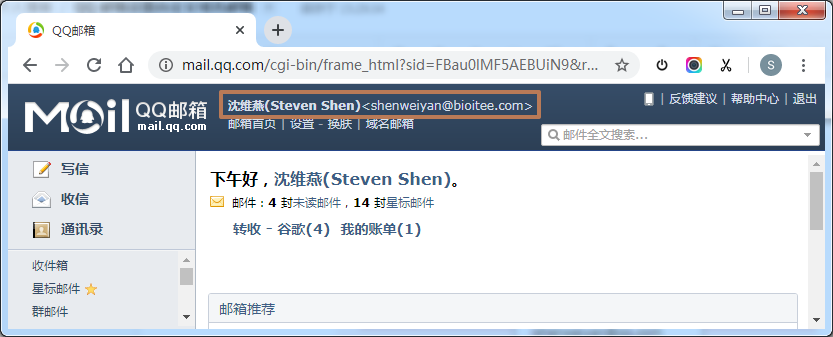 QQ邮箱
mail.qq.com/cgi-bin/frame_html?sid=FBau0lMF5AEBUiN9&r...
S
Mail QQ邮箱
mail.qq.com
沈维燕(Steven Shen)<shenweiyan@bioitee.com>
邮箱首页 | 设置 - 换肤 | 域名邮箱
| 反馈建议 | 帮助中心 | 退出
邮件全文搜索...
写信
收信
通讯录
收件箱
星标邮件
群邮件
下午好，沈维燕(Steven Shen)。
邮件：4 封未读邮件，14 封星标邮件
转收 - 谷歌(4) 我的账单(1)
邮箱推荐